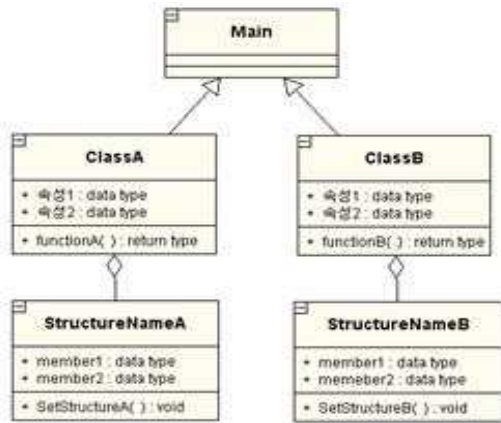 Main
ClassA
+ 속성1 : data type
+ 속성2 : data type
+ functionA( ) : return type
ClassB
+ 속성1 : data type
+ 속성2 : data type
+ functionB( ) : return type
StructureNameA
+ member1 : data type
+ member2 : data type
+ SetStructureA( ) : void
StructureNameB
+ member1 : data type
+ memeber2 : data type
+ SetStructureB( ) : void